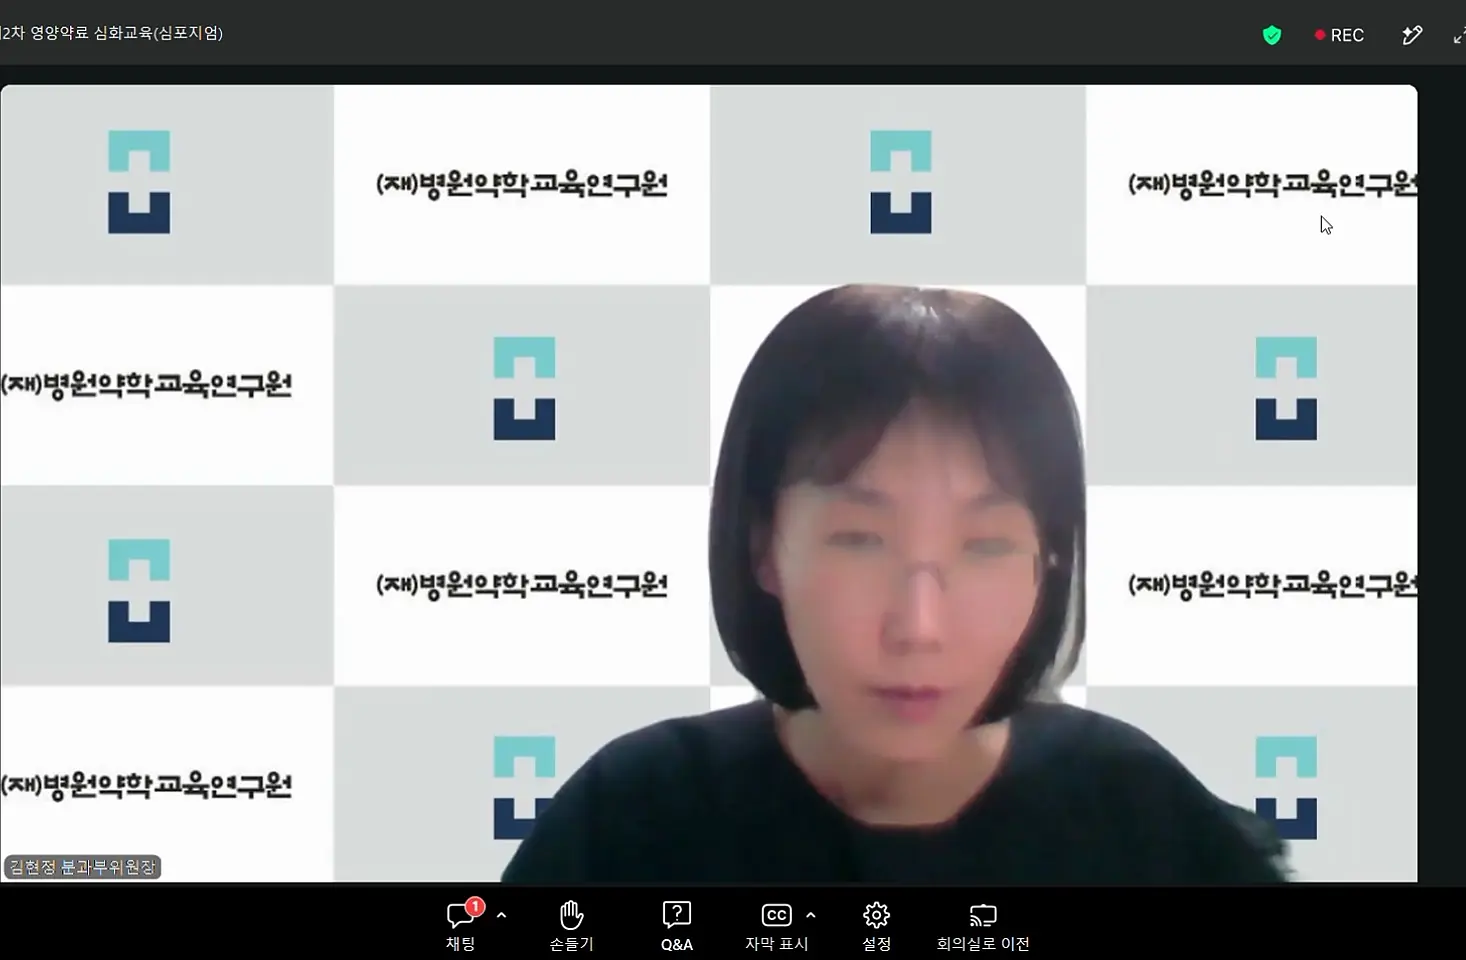 2차 영양약료 심화교육(심포지엄)
REC
(재)병원약학교육연구원
(재)병원약학교육연구원
(재)병원약학교육연구원
(재)병원약학교육연구원
(재)병원약학교육연구원
(재)병원약학교육연구원
김현정 분과부위원장
1
채팅
손들기
Q&A
CC
자막 표시
설정
회의실로 이전